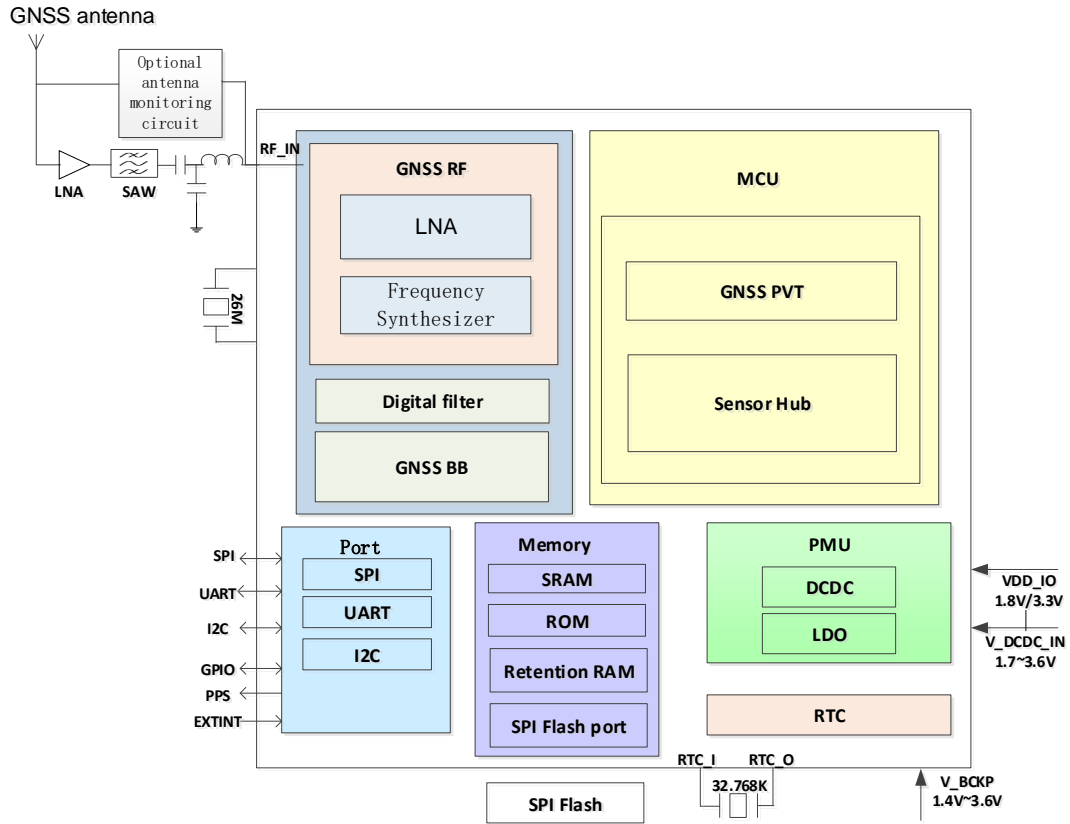 GNSS antenna
Optional
antenna
monitoring
circuit
RF_IN
LNA
SAW
26M
GNSS RF
LNA
Frequency
Synthesizer
Digital filter
GNSS BB
MCU
GNSS PVT
Sensor Hub
SPI
UART
I2C
GPIO
PPS
EXTINT
Port
SPI
UART
I2C
Memory
SRAM
ROM
Retention RAM
SPI Flash port
PMU
DCDC
LDO
VDD_IO
1.8V/3.3V
V_DCDC_IN
1.7~3.6V
RTC
RTC_I
RTC_O
32.768K
V_BCKP
1.4V~3.6V
SPI Flash